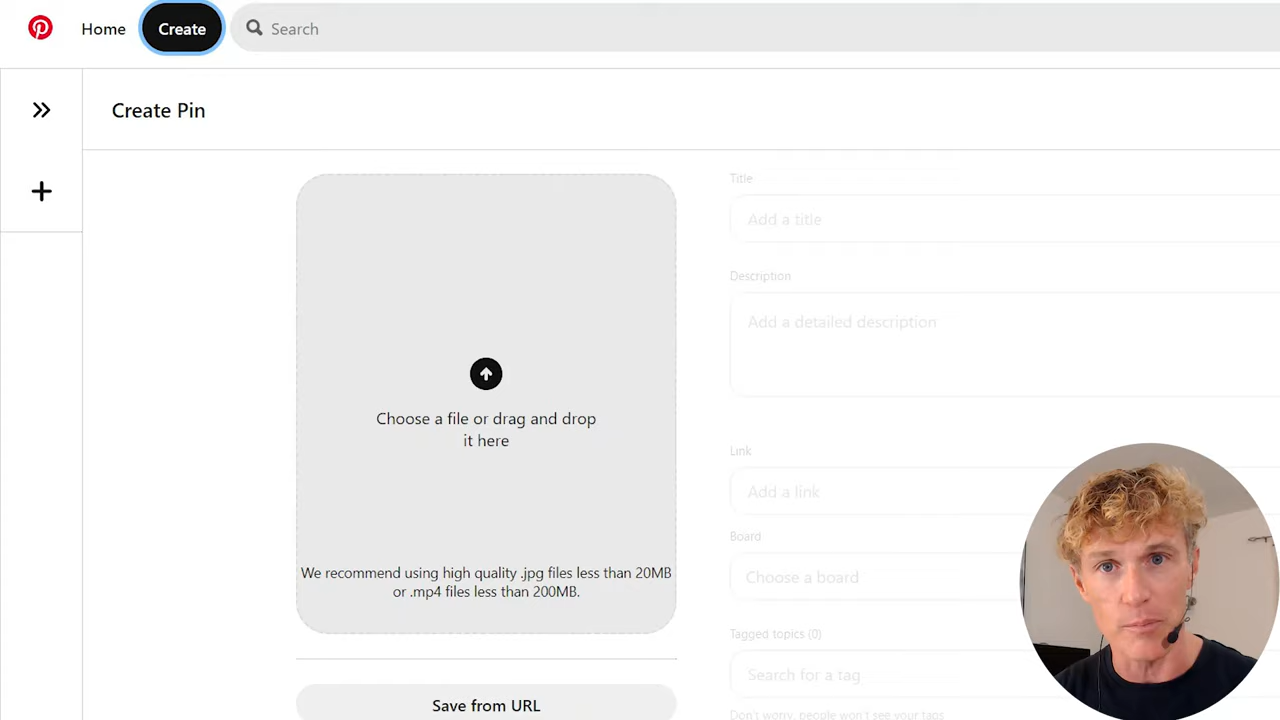 Home
Create
Search
Create Pin
Choose a file or drag and drop
it here
We recommend using high quality .jpg files less than 20MB
or .mp4 files less than 200MB.
Save from URL
Title
Add a title
Description
Add a detailed description
Link
Add a link
Board
Choose a board
Tagged topics (0)
Search for a tag
Don't worry, people won't see your tags